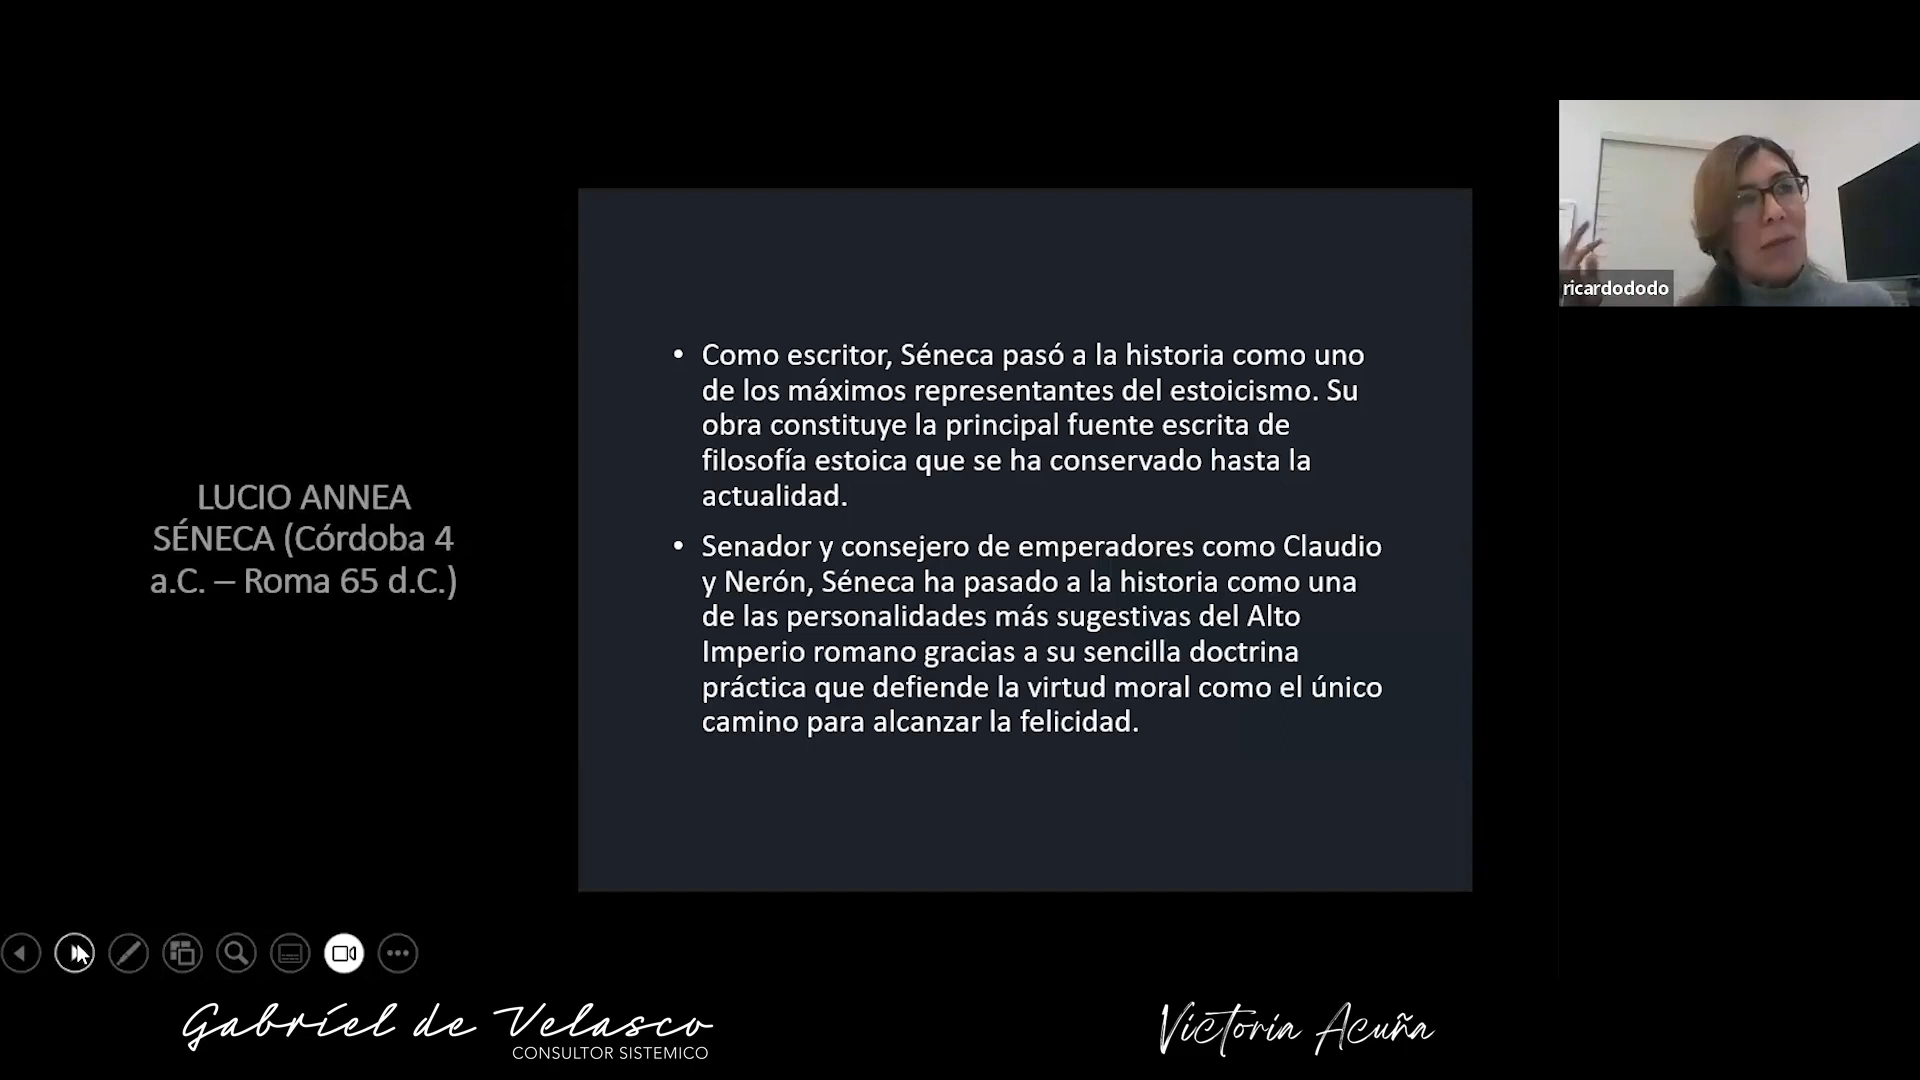 LUCIO ANNEA
SÉNECA (Córdoba 4
a.C. – Roma 65 d.C.)
• Como escritor, Séneca pasó a la historia como uno
de los máximos representantes del estoicismo. Su
obra constituye la principal fuente escrita de
filosofía estoica que se ha conservado hasta la
actualidad.
• Senador y consejero de emperadores como Claudio
y Nerón, Séneca ha pasado a la historia como una
de las personalidades más sugestivas del Alto
Imperio romano gracias a su sencilla doctrina
práctica que defiende la virtud moral como el único
camino para alcanzar la felicidad.
ricardododo
Gabriel de Velasco
CONSULTOR SISTEMICO
Victoria Acuña